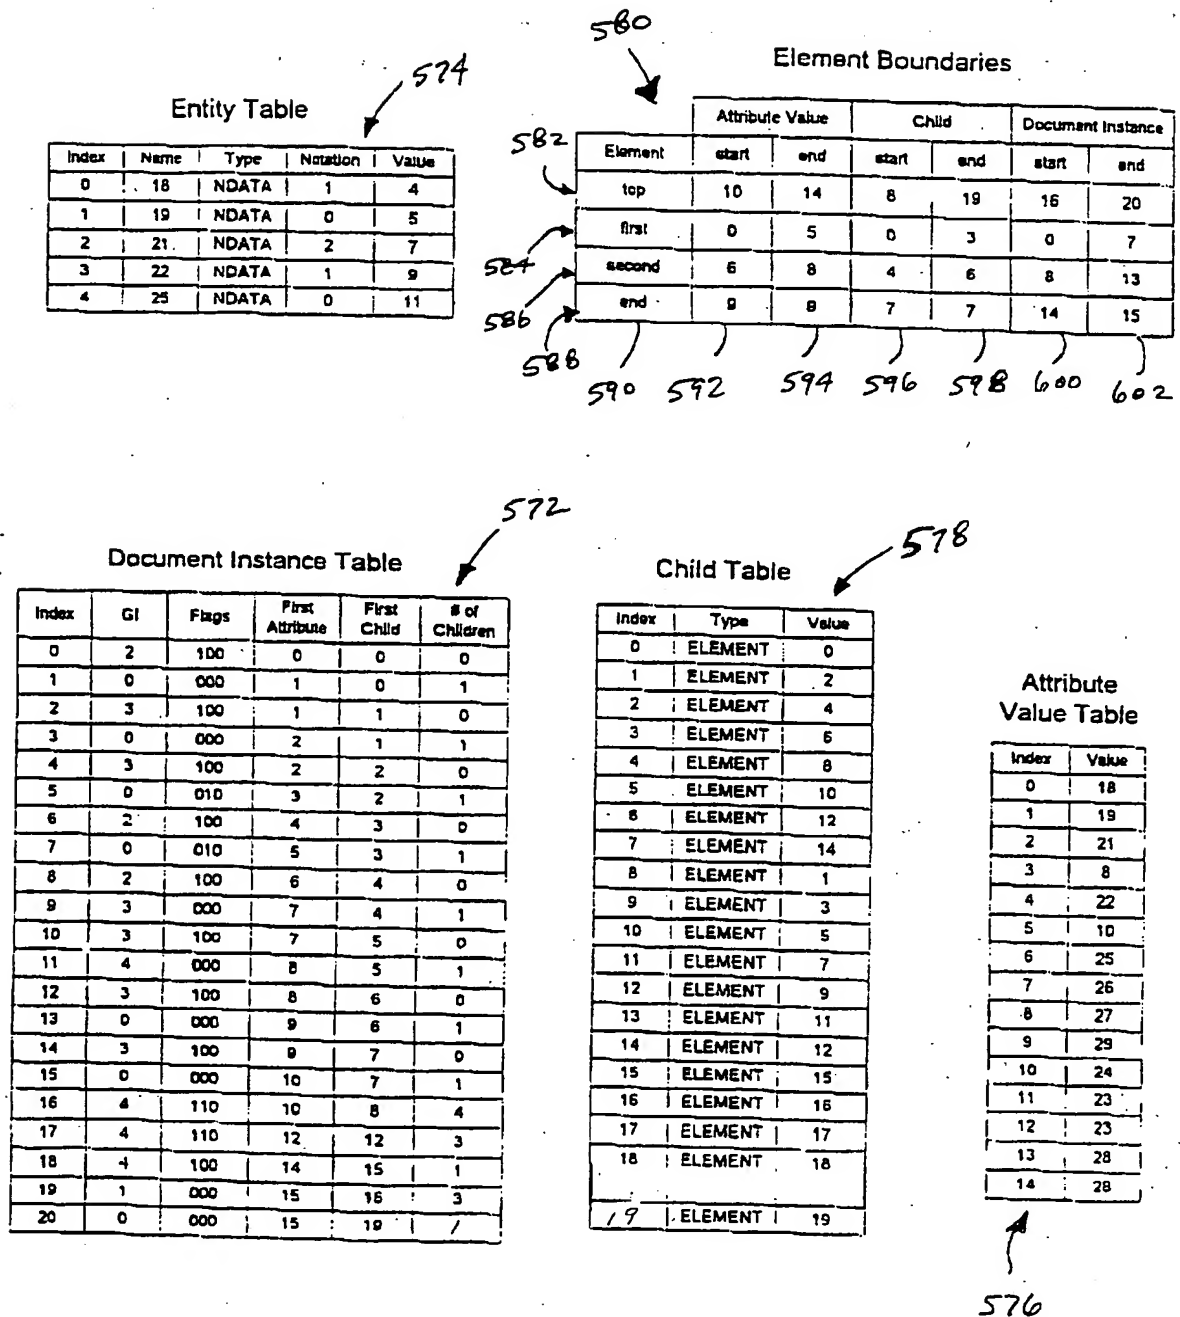 580
574
Element Boundaries
Entity Table
Attribute Value Child Document Instance
582
Element start end start end start end
top 10 14 8 19 16 20
first 0 5 0 3 0 7
584
second 6 8 4 6 8 13
586
end 9 9 7 7 14 15
588
590 592 594 596 598 600 602
Index Name Type Notation Value
0 18 NDATA 1 4
1 19 NDATA 0 5
2 21 NDATA 2 7
3 22 NDATA 1 9
4 25 NDATA 0 11
572
Document Instance Table
Index GI Flags First Attribute First Child # of Children
0 2 100 0 0 0
1 0 000 1 0 1
2 3 100 1 1 0
3 0 000 2 1 1
4 3 100 2 2 0
5 0 010 3 2 1
6 2 100 4 3 0
7 0 010 5 3 1
8 2 100 6 4 0
9 3 000 7 4 1
10 3 100 7 5 0
11 4 000 8 5 1
12 3 100 8 6 0
13 0 000 9 6 1
14 3 100 9 7 0
15 0 000 10 7 1
16 4 110 10 8 4
17 4 110 12 12 3
18 4 100 14 15 1
19 1 000 15 16 3
20 0 000 15 19 1
578
Child Table
Index Type Value
0 ELEMENT 0
1 ELEMENT 2
2 ELEMENT 4
3 ELEMENT 6
4 ELEMENT 8
5 ELEMENT 10
6 ELEMENT 12
7 ELEMENT 14
8 ELEMENT 1
9 ELEMENT 3
10 ELEMENT 5
11 ELEMENT 7
12 ELEMENT 9
13 ELEMENT 11
14 ELEMENT 12
15 ELEMENT 15
16 ELEMENT 16
17 ELEMENT 17
18 ELEMENT 18
19 ELEMENT 19
Attribute
Value Table
Index Value
0 18
1 19
2 21
3 8
4 22
5 10
6 25
7 26
8 27
9 29
10 24
11 23
12 23
13 28
14 28
576